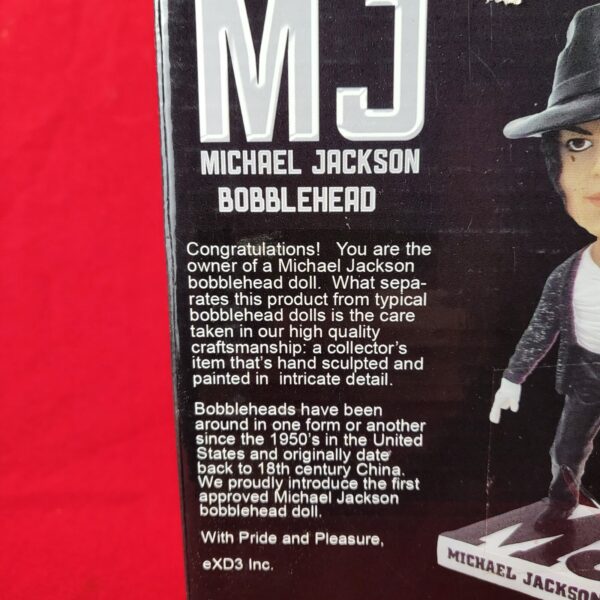 MJ
MICHAEL JACKSON
BOBBLEHEAD
Congratulations! You are the
owner of a Michael Jackson
bobblehead doll. What sepa-
rates this product from typical
bobblehead dolls is the care
taken in our high quality
craftsmanship: a collector's
item that's hand sculpted and
painted in intricate detail.
Bobbleheads have been
around in one form or another
since the 1950's in the United
States and originally date
back to 18th century China.
We proudly introduce the first
approved Michael Jackson
bobblehead doll.
With Pride and Pleasure,
eXD3 Inc.
MICHAEL JACKSON